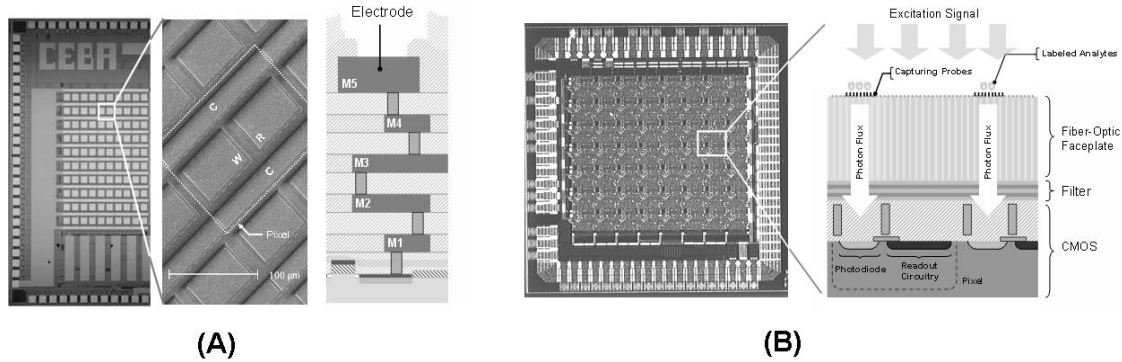 CEBA
C
R
W
C
Pixel
100 µm
Electrode
M5
M4
M3
M2
M1
(A)
Excitation Signal
Labeled Analytes
Capturing Probes
Photon Flux
Photon Flux
Fiber-Optic
Faceplate
Filter
CMOS
Photodiode
Readout
Circuitry
Pixel
(B)